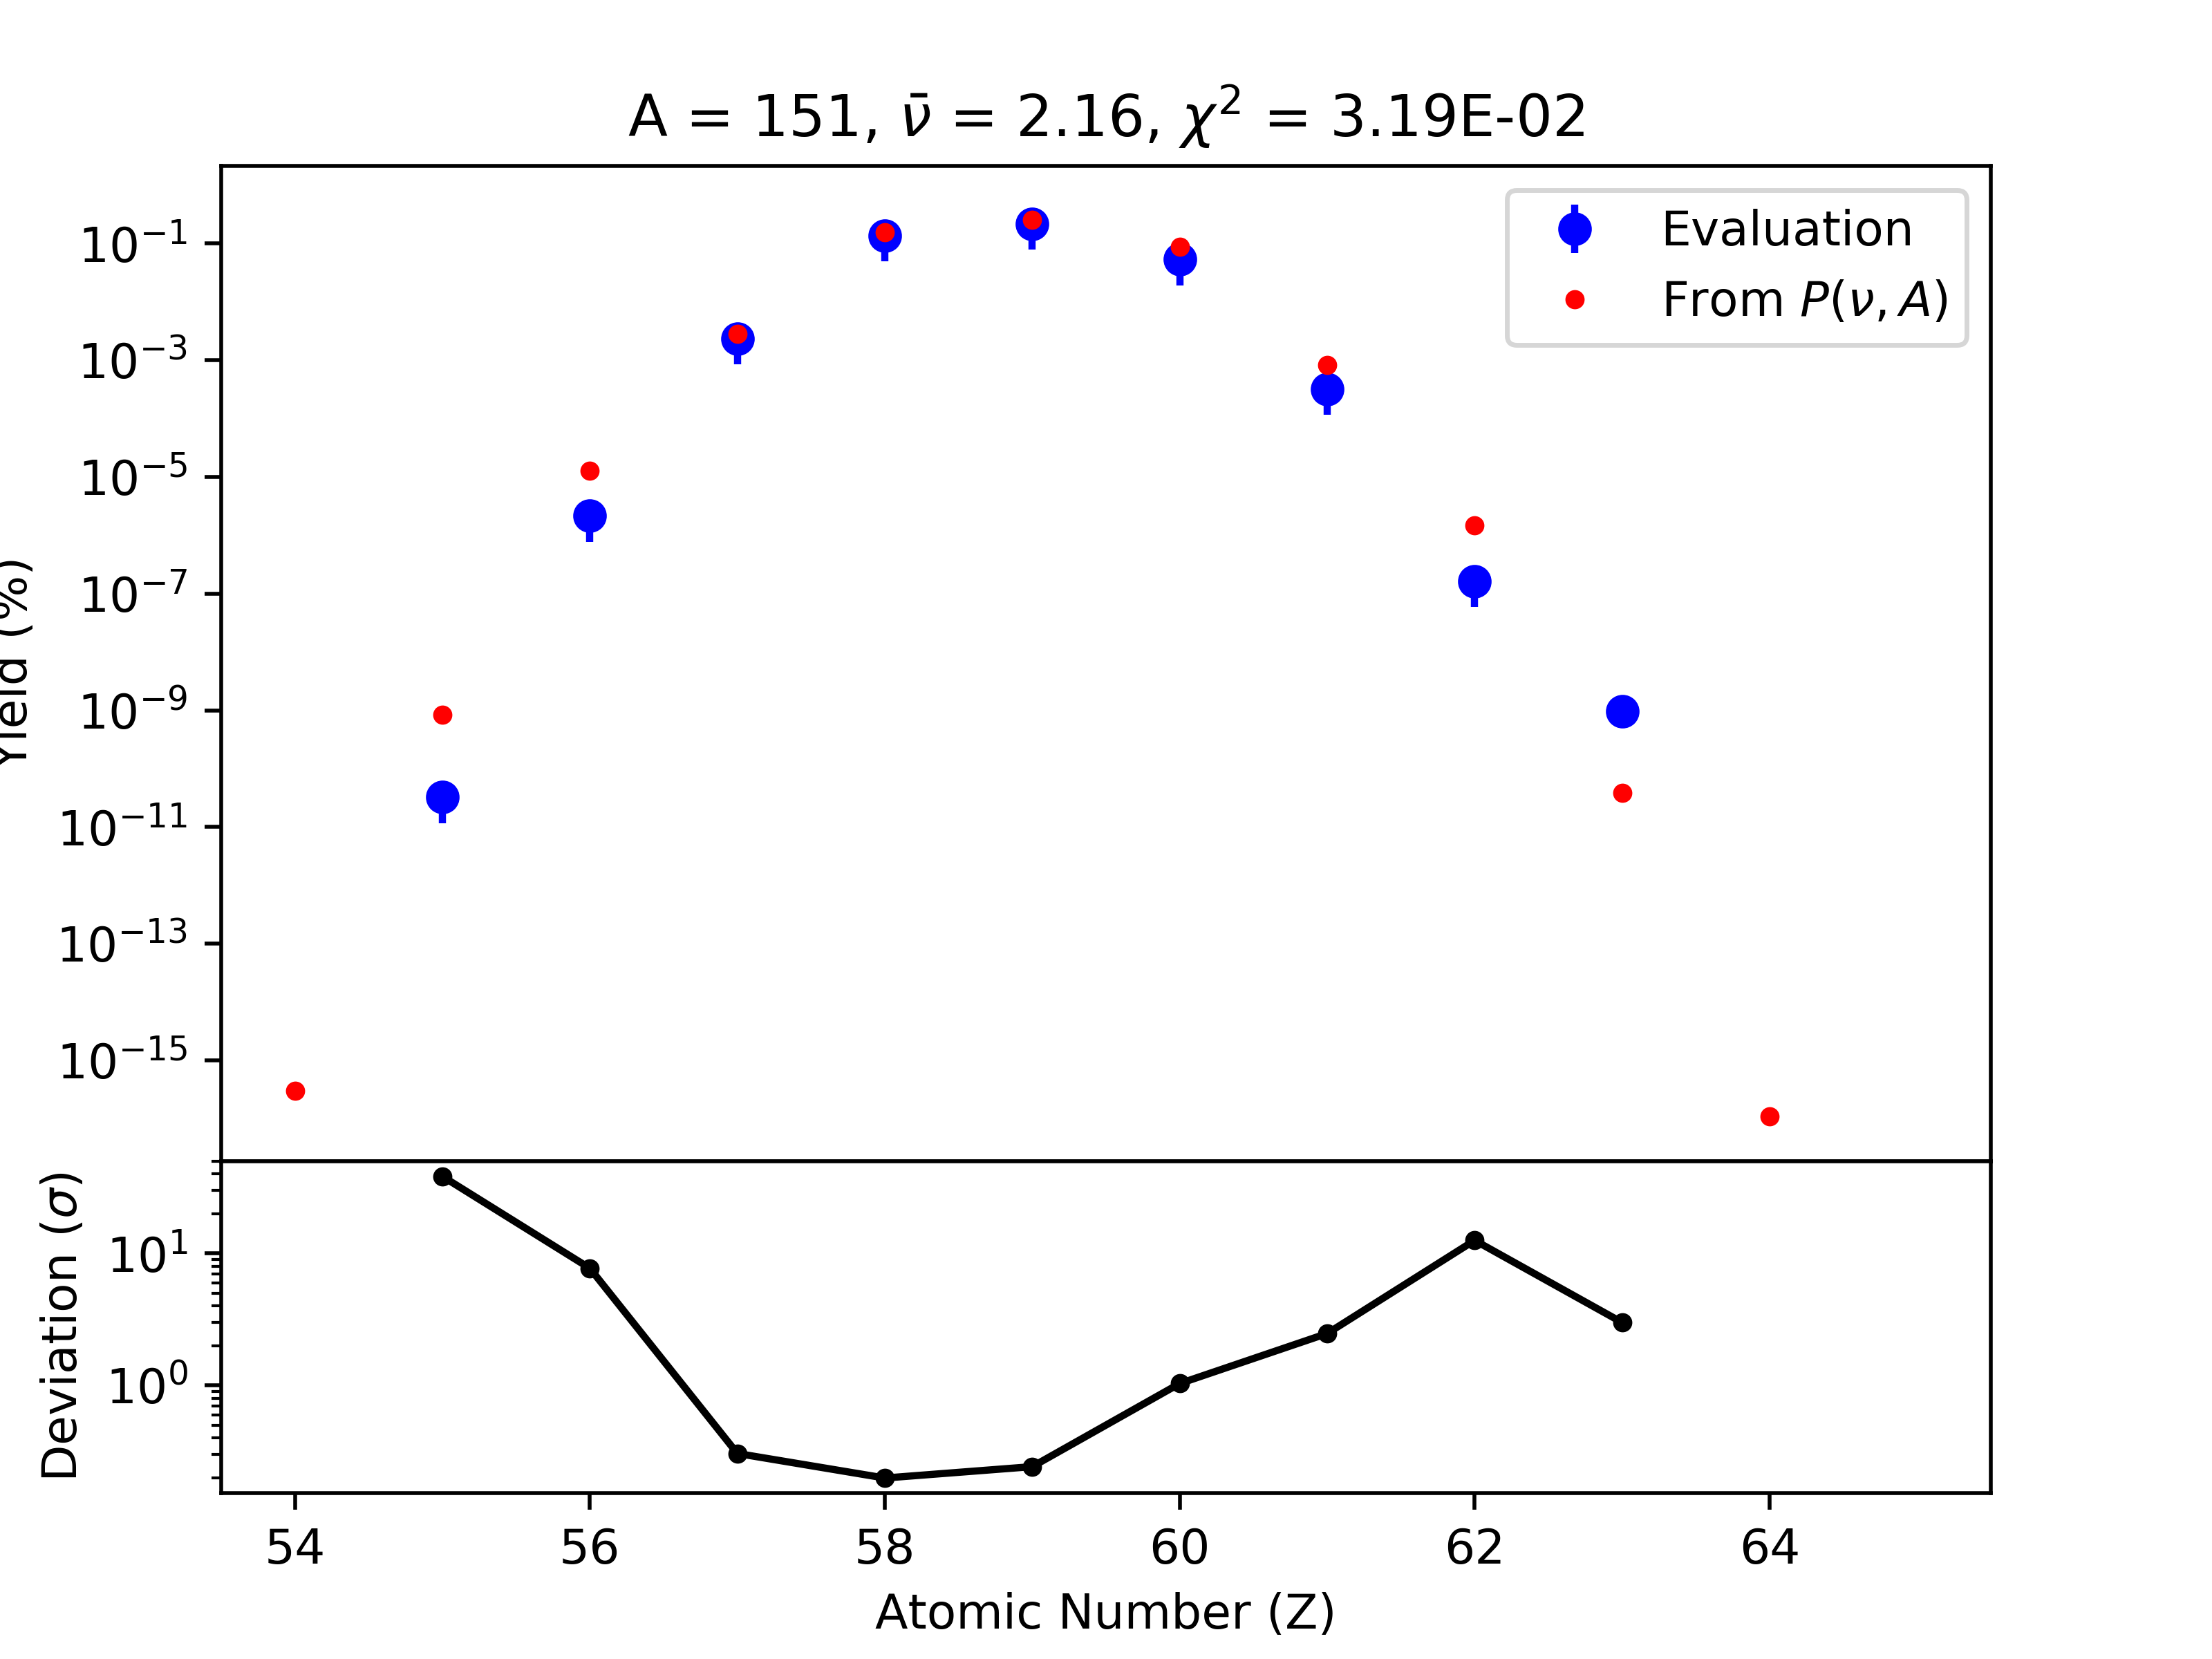 A = 151, ν̄ = 2.16, χ² = 3.19E-02
Evaluation
From P(ν, A)
Yield (%)
10⁻¹
10⁻³
10⁻⁵
10⁻⁷
10⁻⁹
10⁻¹¹
10⁻¹³
10⁻¹⁵
Deviation (σ)
10¹
10⁰
54 56 58 60 62 64
Atomic Number (Z)